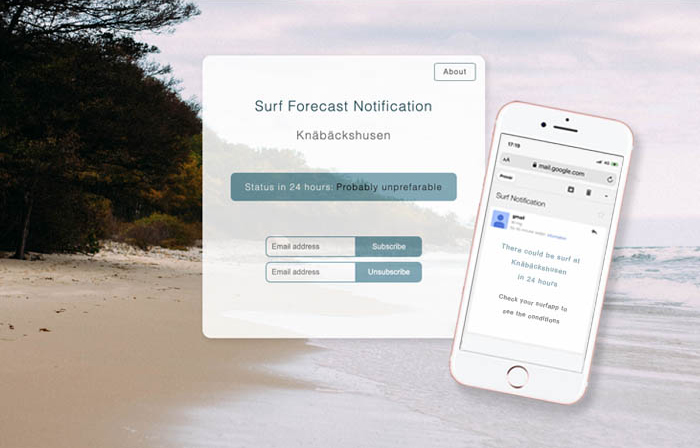 About
Surf Forecast Notification
Knäbäckshusen
Status in 24 hours: Probably unprefarable
Email address Subscribe
Email address Unsubscribe
17:19
4G
AA mail.google.com
Surf Notification
gmail
There could be surf at
Knäbäckshusen
in 24 hours
Check your surfapp to
see the conditions